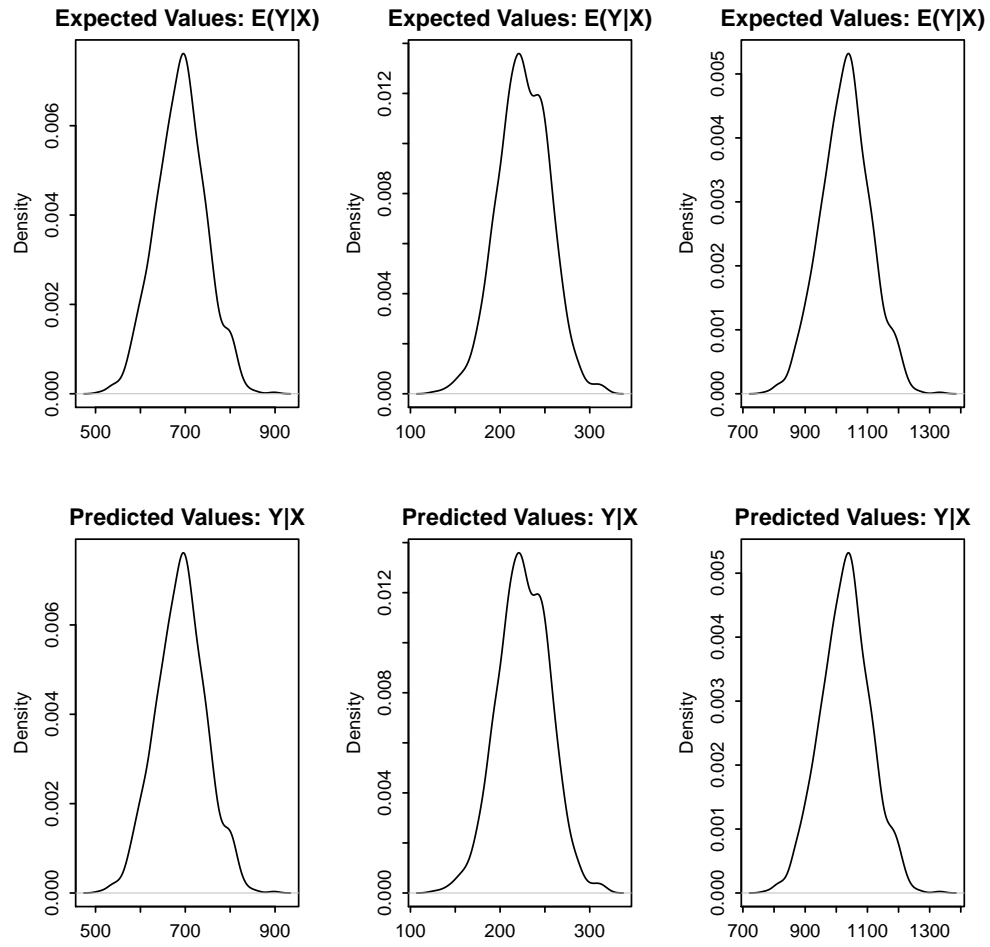 Expected Values: E(Y|X)
Density
0.000 0.002 0.004 0.006
500 700 900
Expected Values: E(Y|X)
Density
0.000 0.004 0.008 0.012
100 200 300
Expected Values: E(Y|X)
Density
0.000 0.001 0.002 0.003 0.004 0.005
700 900 1100 1300
Predicted Values: Y|X
Density
0.000 0.002 0.004 0.006
500 700 900
Predicted Values: Y|X
Density
0.000 0.004 0.008 0.012
100 200 300
Predicted Values: Y|X
Density
0.000 0.001 0.002 0.003 0.004 0.005
700 900 1100 1300